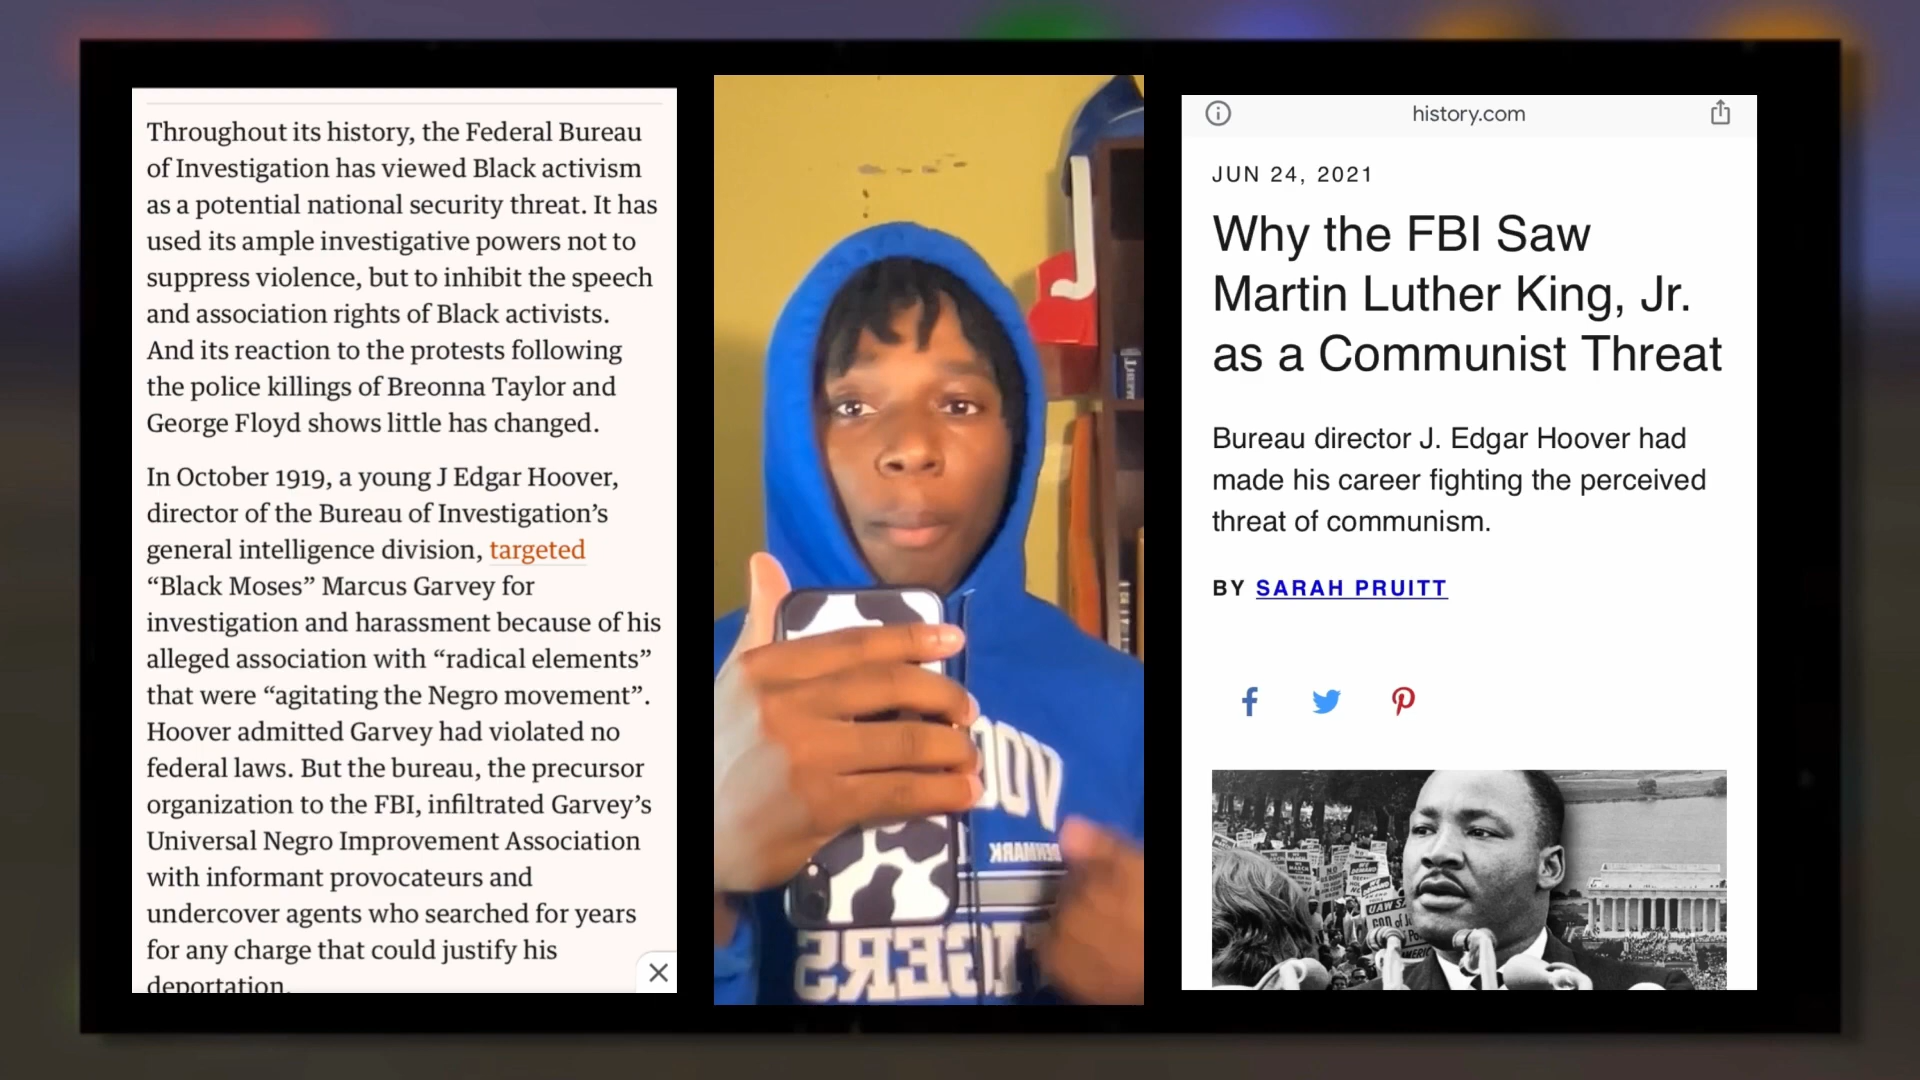 Throughout its history, the Federal Bureau
of Investigation has viewed Black activism
as a potential national security threat. It has
used its ample investigative powers not to
suppress violence, but to inhibit the speech
and association rights of Black activists.
And its reaction to the protests following
the police killings of Breonna Taylor and
George Floyd shows little has changed.
In October 1919, a young J Edgar Hoover,
director of the Bureau of Investigation’s
general intelligence division, targeted
“Black Moses” Marcus Garvey for
investigation and harassment because of his
alleged association with “radical elements”
that were “agitating the Negro movement”.
Hoover admitted Garvey had violated no
federal laws. But the bureau, the precursor
organization to the FBI, infiltrated Garvey’s
Universal Negro Improvement Association
with informant provocateurs and
undercover agents who searched for years
for any charge that could justify his
deportation.
J
DENMARK
TIGERS
history.com
JUN 24, 2021
Why the FBI Saw
Martin Luther King, Jr.
as a Communist Threat
Bureau director J. Edgar Hoover had
made his career fighting the perceived
threat of communism.
BY SARAH PRUITT
UAW